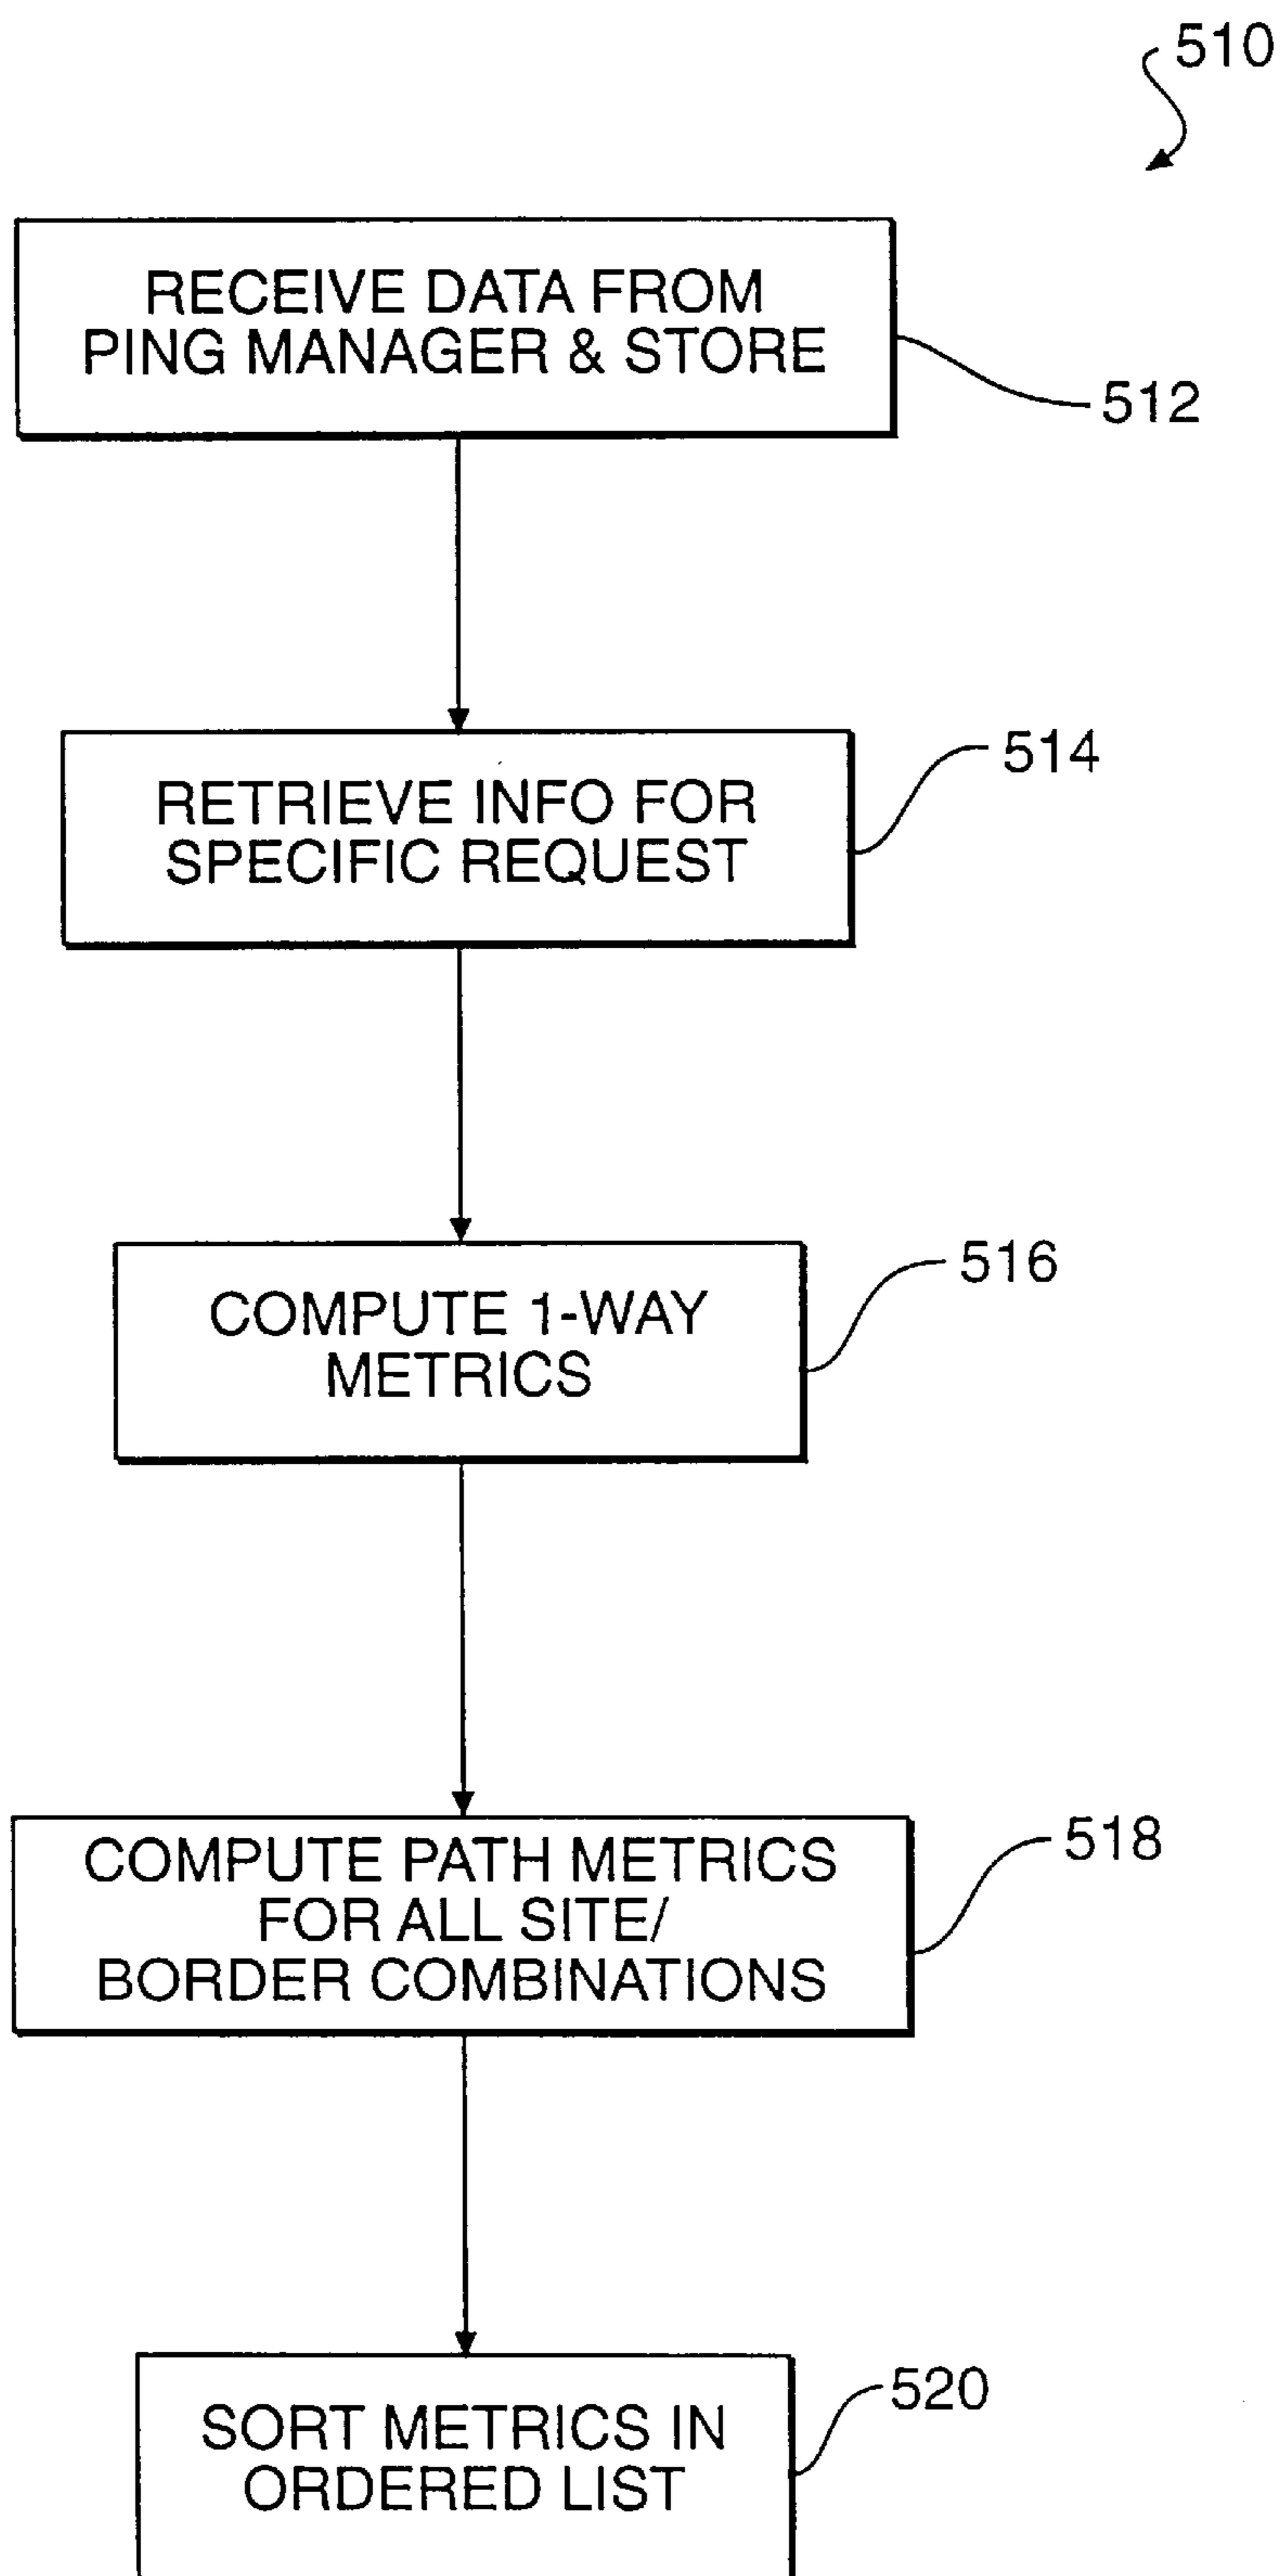 510
RECEIVE DATA FROM
PING MANAGER & STORE
512
RETRIEVE INFO FOR
SPECIFIC REQUEST
514
COMPUTE 1-WAY
METRICS
516
COMPUTE PATH METRICS
FOR ALL SITE/
BORDER COMBINATIONS
518
SORT METRICS IN
ORDERED LIST
520